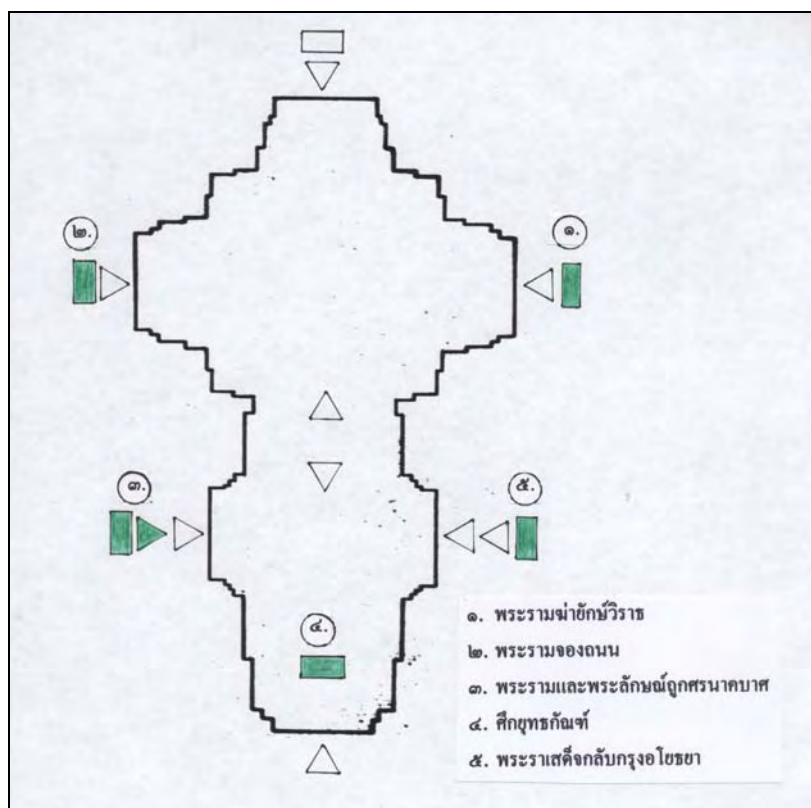 ๒.
๑.
๓.
๕.
๔.
๑. พระรามฆ่ายักษ์วิราธ
๒. พระรามจองถนน
๓. พระรามและพระลักษณ์ถูกศรนาคบาศ
๔. ศึกยุทธกัณฑ์
๕. พระราเสด็จกลับกรุงอโยธยา